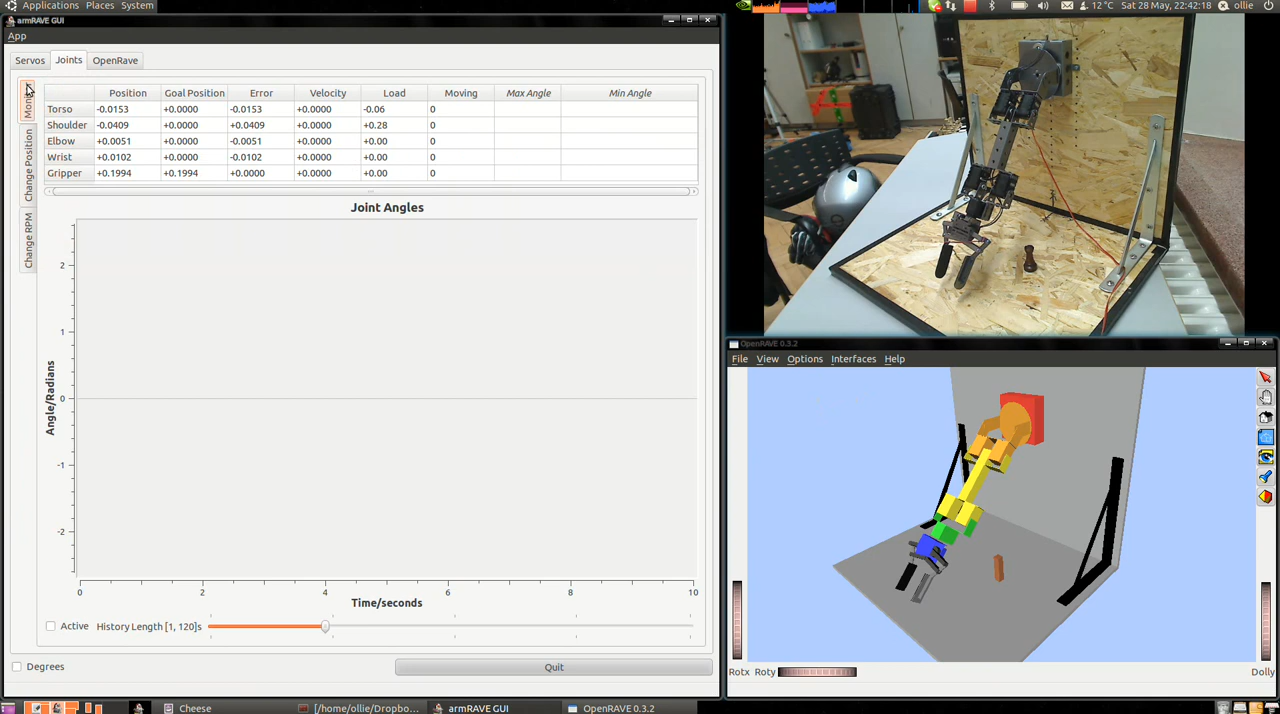 Applications Places System
12 °C Sat 28 May, 22:42:18 ollie
armRAVE GUI
App
Servos Joints OpenRave
Position Goal Position Error Velocity Load Moving Max Angle Min Angle
Torso -0.0153 +0.0000 -0.0153 +0.0000 -0.06 0
Shoulder -0.0409 +0.0000 +0.0409 +0.0000 +0.28 0
Elbow +0.0051 +0.0000 -0.0051 +0.0000 +0.00 0
Wrist +0.0102 +0.0000 -0.0102 +0.0000 +0.00 0
Gripper +0.1994 +0.1994 +0.0000 +0.0000 +0.00 0
Change Position
Change RPM
Joint Angles
Angle/Radians
2
1
0
-1
-2
0 2 4 6 8 10
Time/seconds
Active History Length [1, 120]s
Degrees Quit
OpenRAVE 0.3.2
File View Options Interfaces Help
Rotx Roty Dolly
Cheese [/home/ollie/Dropbo... armRAVE GUI OpenRAVE 0.3.2